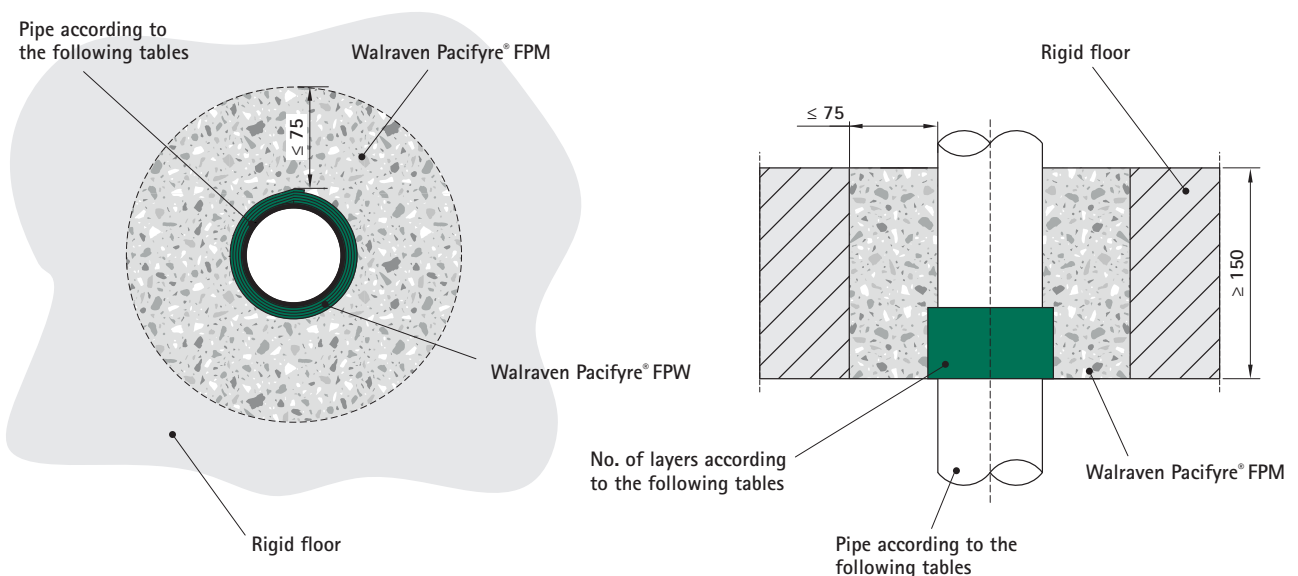 Pipe according to
the following tables
Walraven Pacifyre® FPM
≤ 75
Walraven Pacifyre® FPW
Rigid floor
Rigid floor
≤ 75
≥ 150
No. of layers according
to the following tables
Walraven Pacifyre® FPM
Pipe according to the
following tables